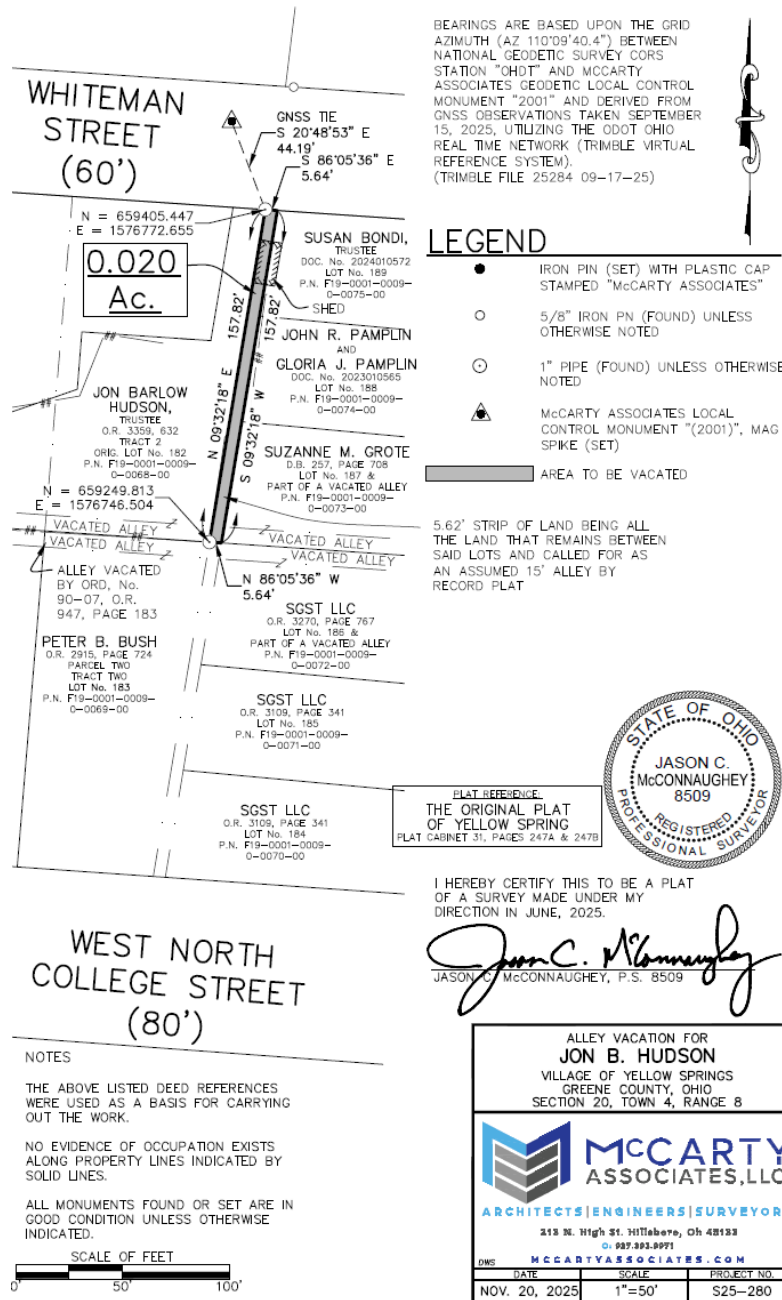 BEARINGS ARE BASED UPON THE GRID
AZIMUTH (AZ 110°09'40.4") BETWEEN
NATIONAL GEODETIC SURVEY CORS
STATION "OHDT" AND MCCARTY
ASSOCIATES GEODETIC LOCAL CONTROL
MONUMENT "2001" AND DERIVED FROM
GNSS OBSERVATIONS TAKEN SEPTEMBER
15, 2025, UTILIZING THE ODOT OHIO
REAL TIME NETWORK (TRIMBLE VIRTUAL
REFERENCE SYSTEM).
(TRIMBLE FILE 25284 09-17-25)
WHITEMAN
STREET
(60')
GNSS TIE
S 20°48'53" E
44.19'
S 86°05'36" E
5.64'
N = 659405.447
E = 1576772.655
0.020
Ac.
SUSAN BONDI,
TRUSTEE
DOC. No. 2024010572
LOT No. 189
P.N. F19-0001-0009-
0-0075-00
SHED
157.82'
157.82'
N 09°32'18" E
S 09°32'18" W
JOHN R. PAMPLIN
AND
GLORIA J. PAMPLIN
DOC. No. 2023010565
LOT No. 188
P.N. F19-0001-0009-
0-0074-00
JON BARLOW
HUDSON,
TRUSTEE
O.R. 3359, 632
TRACT 2
ORIG. LOT No. 182
P.N. F19-0001-0009-
0-0068-00
SUZANNE M. GROTE
D.B. 257, PAGE 708
LOT No. 187 &
PART OF A VACATED ALLEY
P.N. F19-0001-0009-
0-0073-00
N = 659249.813
E = 1576746.504
VACATED ALLEY
VACATED ALLEY
VACATED ALLEY
VACATED ALLEY
ALLEY VACATED
BY ORD, No.
90-07, O.R.
947, PAGE 183
N 86°05'36" W
5.64'
PETER B. BUSH
O.R. 2915, PAGE 724
PARCEL TWO
TRACT TWO
LOT No. 183
P.N. F19-0001-0009-
0-0069-00
SGST LLC
O.R. 3270, PAGE 767
LOT No. 186 &
PART OF A VACATED ALLEY
P.N. F19-0001-0009-
0-0072-00
SGST LLC
O.R. 3109, PAGE 341
LOT No. 185
P.N. F19-0001-0009-
0-0071-00
SGST LLC
O.R. 3109, PAGE 341
LOT No. 184
P.N. F19-0001-0009-
0-0070-00
WEST NORTH
COLLEGE STREET
(80')
LEGEND
IRON PIN (SET) WITH PLASTIC CAP
STAMPED "McCARTY ASSOCIATES"
5/8" IRON PN (FOUND) UNLESS
OTHERWISE NOTED
1" PIPE (FOUND) UNLESS OTHERWISE
NOTED
McCARTY ASSOCIATES LOCAL
CONTROL MONUMENT "(2001)", MAG
SPIKE (SET)
AREA TO BE VACATED
5.62' STRIP OF LAND BEING ALL
THE LAND THAT REMAINS BETWEEN
SAID LOTS AND CALLED FOR AS
AN ASSUMED 15' ALLEY BY
RECORD PLAT
STATE OF OHIO
JASON C.
McCONNAUGHEY
8509
REGISTERED
PROFESSIONAL SURVEYOR
PLAT REFERENCE:
THE ORIGINAL PLAT
OF YELLOW SPRING
PLAT CABINET 31, PAGES 247A & 247B
I HEREBY CERTIFY THIS TO BE A PLAT
OF A SURVEY MADE UNDER MY
DIRECTION IN JUNE, 2025.
Jason C. McConnaughey
JASON C. McCONNAUGHEY, P.S. 8509
NOTES
THE ABOVE LISTED DEED REFERENCES
WERE USED AS A BASIS FOR CARRYING
OUT THE WORK.
NO EVIDENCE OF OCCUPATION EXISTS
ALONG PROPERTY LINES INDICATED BY
SOLID LINES.
ALL MONUMENTS FOUND OR SET ARE IN
GOOD CONDITION UNLESS OTHERWISE
INDICATED.
SCALE OF FEET
0' 50' 100'
ALLEY VACATION FOR
JON B. HUDSON
VILLAGE OF YELLOW SPRINGS
GREENE COUNTY, OHIO
SECTION 20, TOWN 4, RANGE 8
McCARTY
ASSOCIATES, LLC
ARCHITECTS|ENGINEERS|SURVEYOR
213 N. High St. Hillsboro, Oh 45133
O: 937.393.9971
DWS MCCARTYASSOCIATES.COM
DATE SCALE PROJECT NO.
NOV. 20, 2025 1"=50' S25-280